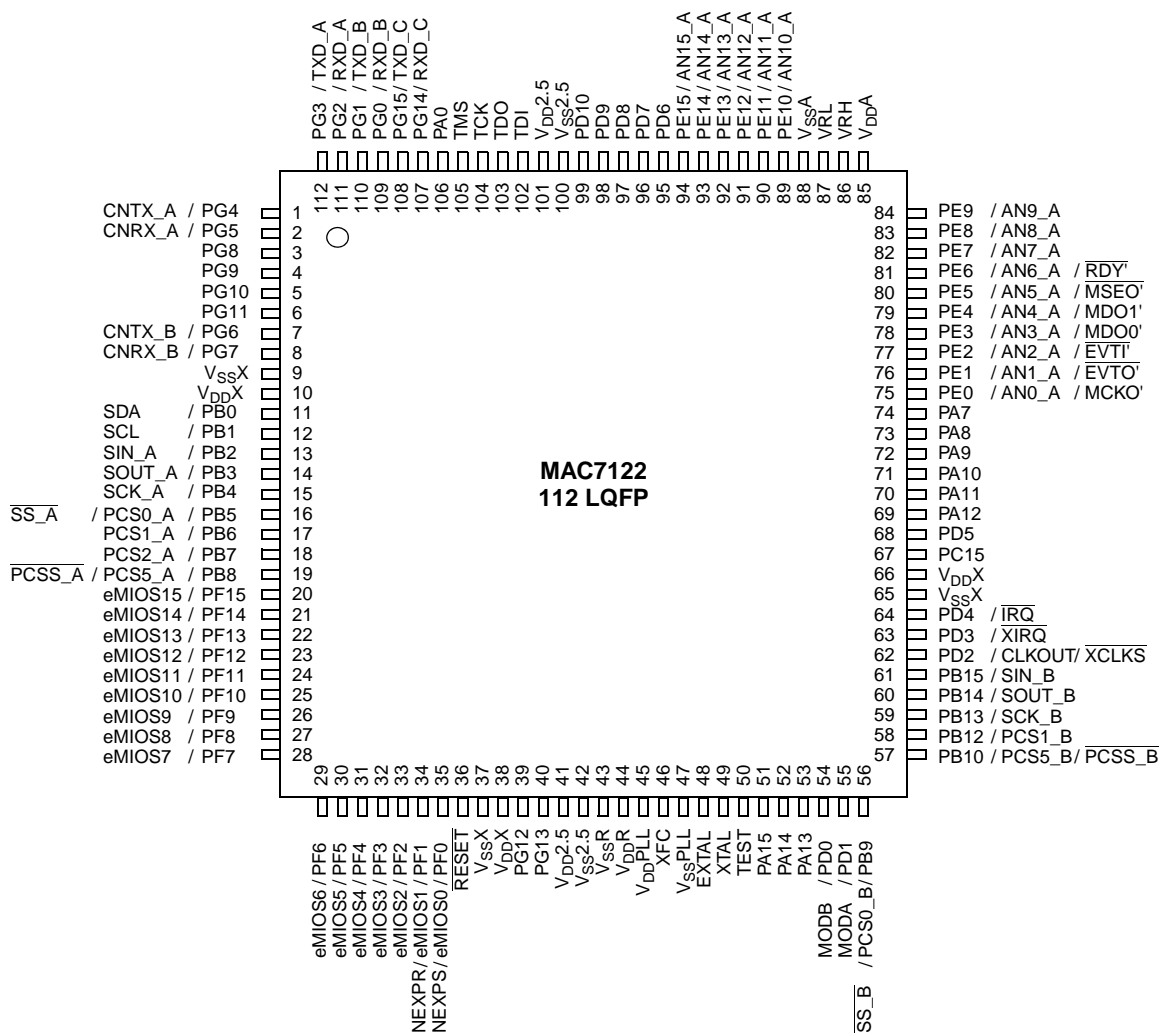 PG3 / TXD_A
PG2 / RXD_A
PG1 / TXD_B
PG0 / RXD_B
PG15/ TXD_C
PG14/ RXD_C
PA0
TMS
TCK
TDO
TDI
VDD2.5
VSS2.5
PD10
PD9
PD8
PD7
PD6
PE15 / AN15_A
PE14 / AN14_A
PE13 / AN13_A
PE12/ AN12_A
PE11 / AN11_A
PE10 / AN10_A
VSSA
VRL
VRH
VDDA
112
111
110
109
108
107
106
105
104
103
102
101
100
99
98
97
96
95
94
93
92
91
90
89
88
87
86
85
CNTX_A / PG4 1
CNRX_A / PG5 2
PG8 3
PG9 4
PG10 5
PG11 6
CNTX_B / PG6 7
CNRX_B / PG7 8
VSSX 9
VDDX 10
SDA / PB0 11
SCL / PB1 12
SIN_A / PB2 13
SOUT_A / PB3 14
SCK_A / PB4 15
SS_A / PCS0_A / PB5 16
PCS1_A / PB6 17
PCS2_A / PB7 18
PCSS_A / PCS5_A / PB8 19
eMIOS15 / PF15 20
eMIOS14 / PF14 21
eMIOS13 / PF13 22
eMIOS12 / PF12 23
eMIOS11 / PF11 24
eMIOS10 / PF10 25
eMIOS9 / PF9 26
eMIOS8 / PF8 27
eMIOS7 / PF7 28
MAC7122
112 LQFP
84 PE9 / AN9_A
83 PE8 / AN8_A
82 PE7 / AN7_A
81 PE6 / AN6_A / RDY'
80 PE5 / AN5_A / MSEO'
79 PE4 / AN4_A / MDO1'
78 PE3 / AN3_A / MDO0'
77 PE2 / AN2_A / EVTI'
76 PE1 / AN1_A / EVTO'
75 PE0 / AN0_A / MCKO'
74 PA7
73 PA8
72 PA9
71 PA10
70 PA11
69 PA12
68 PD5
67 PC15
66 VDDX
65 VSSX
64 PD4 / IRQ
63 PD3 / XIRQ
62 PD2 / CLKOUT/ XCLKS
61 PB15 / SIN_B
60 PB14 / SOUT_B
59 PB13 / SCK_B
58 PB12 / PCS1_B
57 PB10 / PCS5_B/ PCSS_B
29
30
31
32
33
34
35
36
37
38
39
40
41
42
43
44
45
46
47
48
49
50
51
52
53
54
55
56
eMIOS6 / PF6
eMIOS5 / PF5
eMIOS4 / PF4
eMIOS3 / PF3
eMIOS2 / PF2
NEXPR / eMIOS1 / PF1
NEXPS / eMIOS0 / PF0
RESET
VSSX
VDDX
PG12
PG13
VDD2.5
VSS2.5
VSSR
VDDR
VDDPLL
XFC
VSSPLL
EXTAL
XTAL
TEST
PA15
PA14
PA13
MODB / PD0
MODA / PD1
SS_B / PCS0_B/ PB9